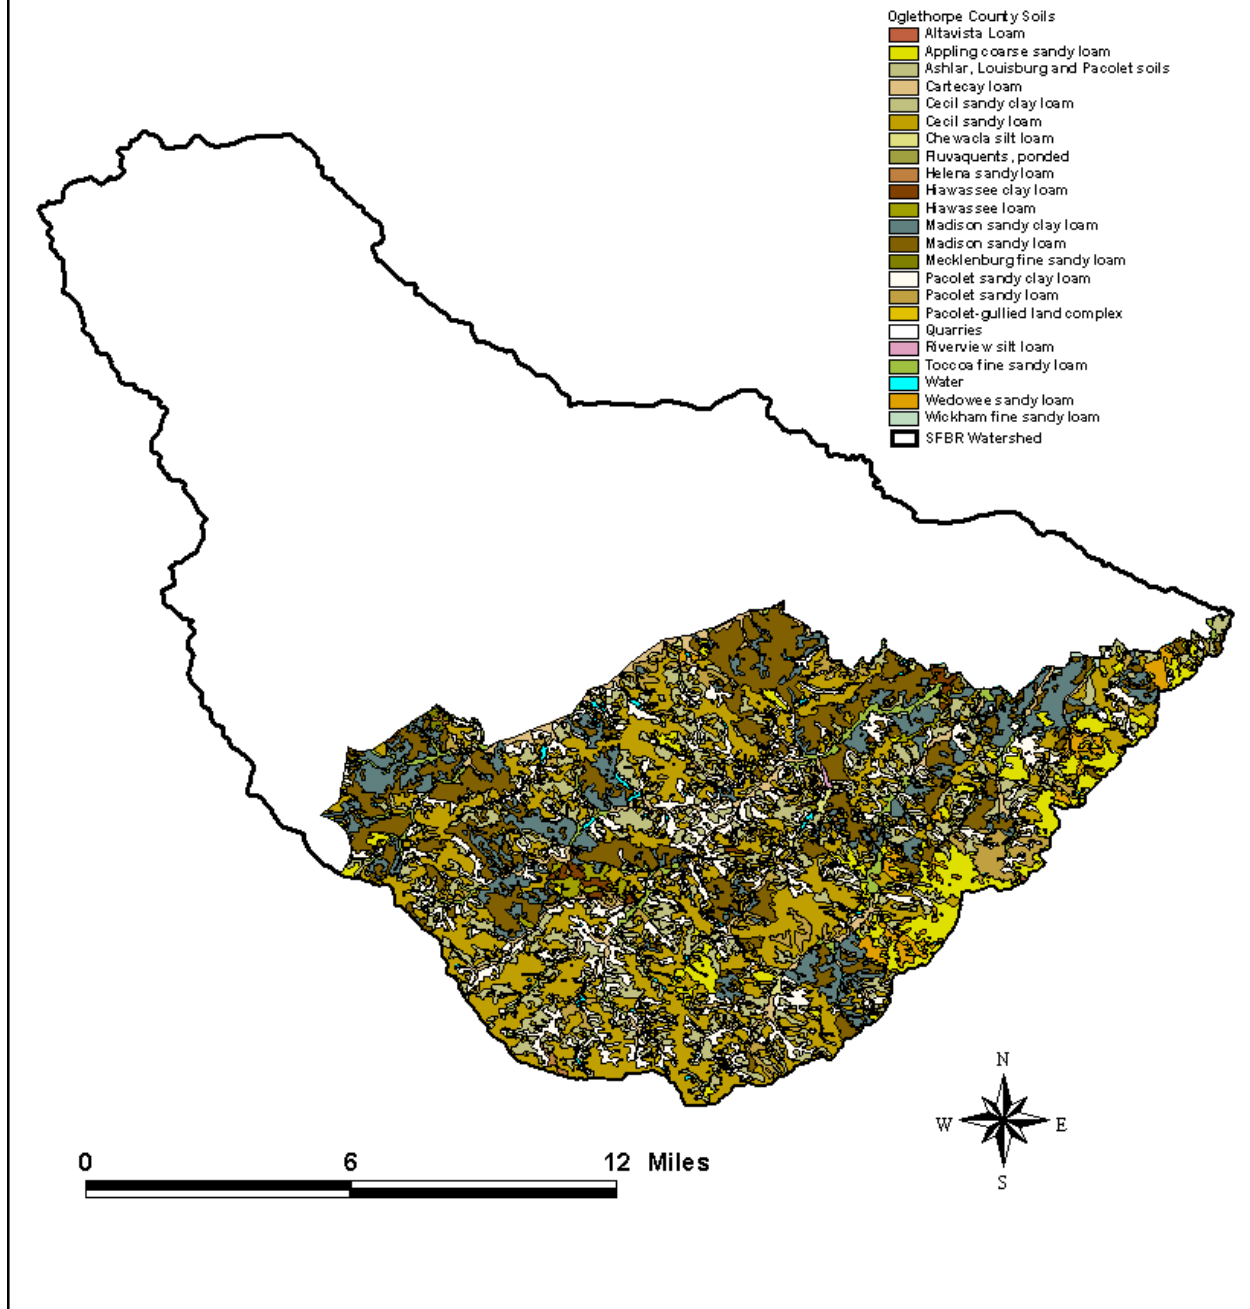 Oglethorpe County Soils
Altavista Loam
Appling coarse sandy loam
Ashlar, Louisburg and Pacolet soils
Cartecay loam
Cecil sandy clay loam
Cecil sandy loam
Chewacla silt loam
Fluvaquents, ponded
Helena sandy loam
Hiawassee clay loam
Hiawassee loam
Madison sandy clay loam
Madison sandy loam
Mecklenburg fine sandy loam
Pacolet sandy clay loam
Pacolet sandy loam
Pacolet-gullied land complex
Quarries
Riverview silt loam
Toccoa fine sandy loam
Water
Wedowee sandy loam
Wickham fine sandy loam
SFBR Watershed
N
W E
S
0 6 12 Miles